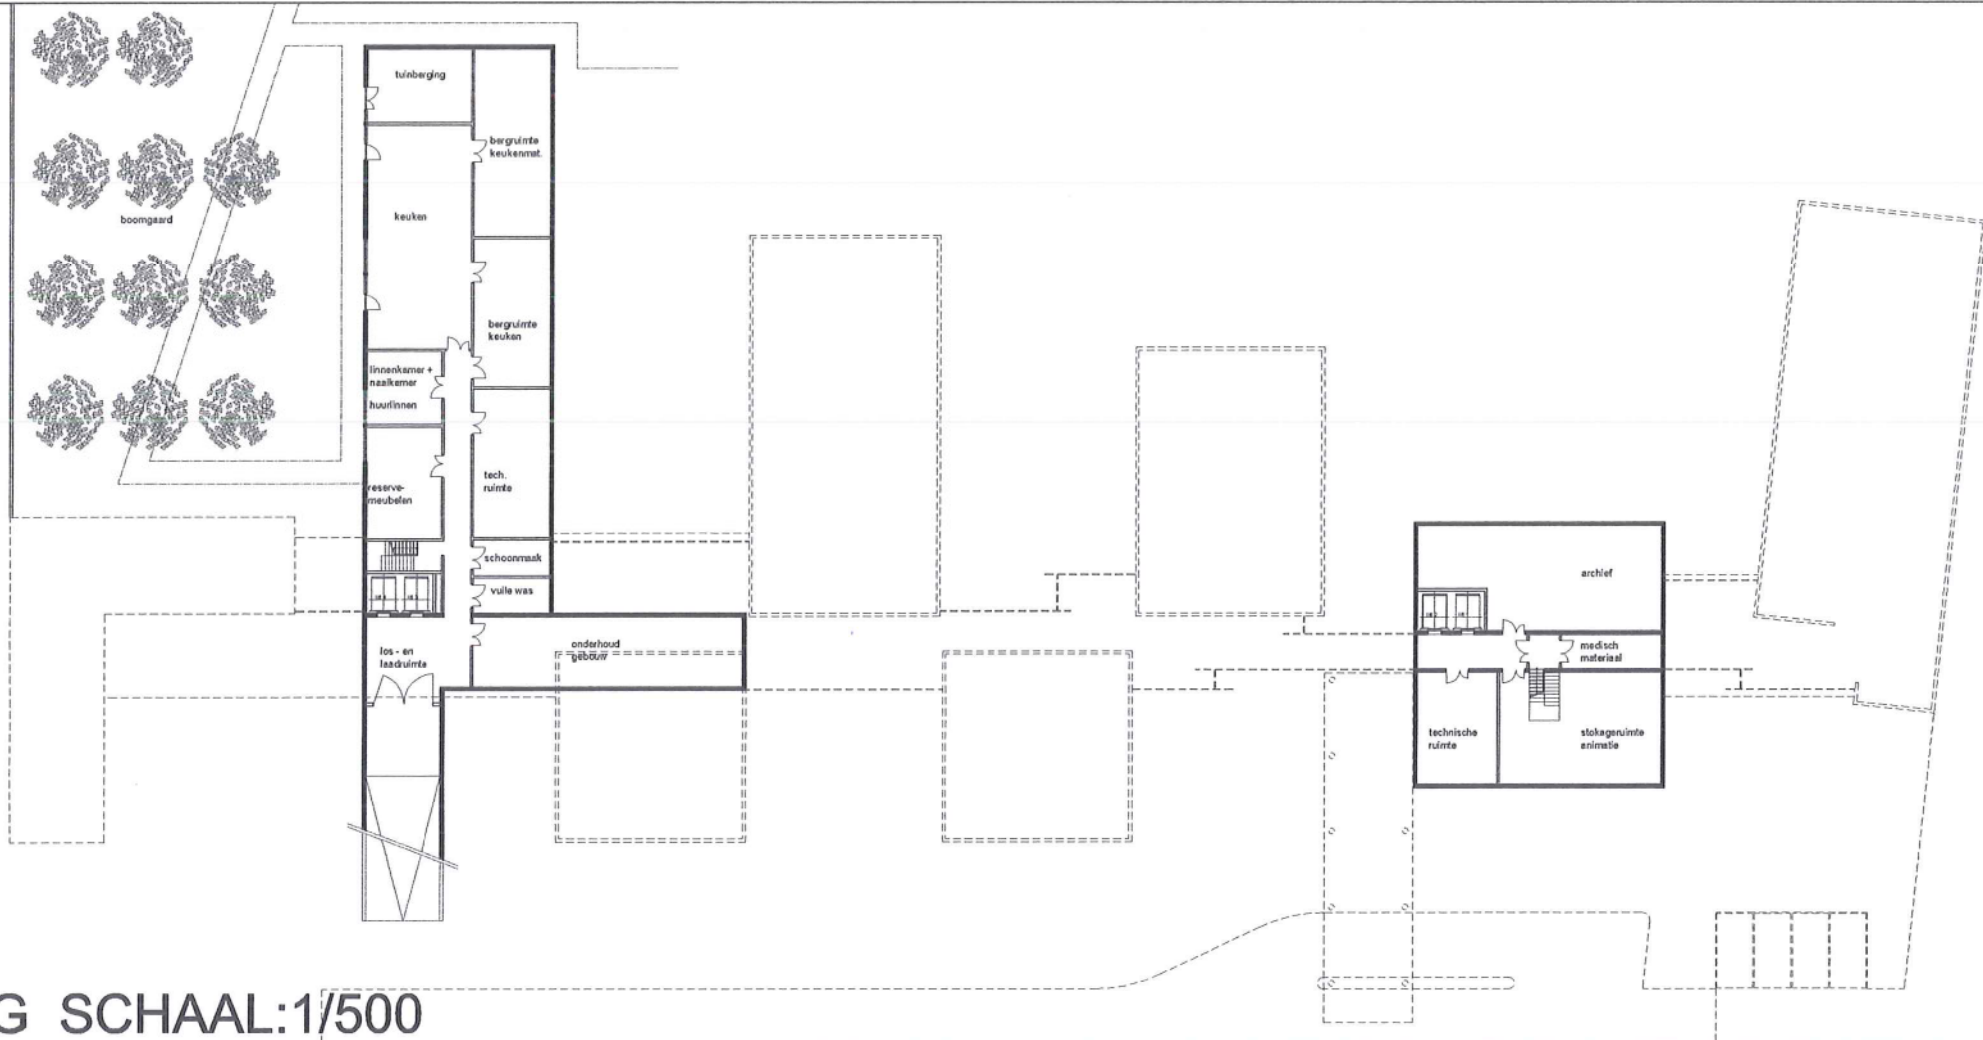 tuinberging
bergruimte
keukenmat.
keuken
boomgaard
bergruimte
keuken
linnenkamer +
naaikamer
huurlinnen
reserve-
meubelen
tech.
ruimte
schoonmaak
vuile was
los - en
laadruimte
onderhoud
gebouw
archief
medisch
materiaal
technische
ruimte
stokageruimte
animatie
G SCHAAL:1/500